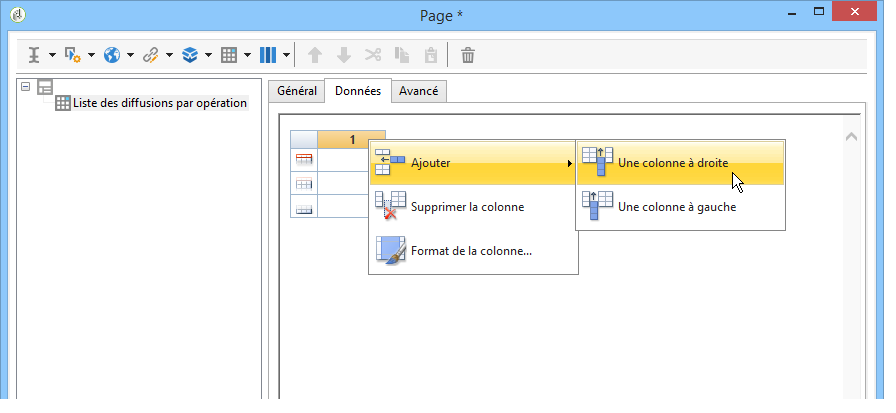 Page *
Liste des diffusions par opération
Général Données Avancé
1
Ajouter
Supprimer la colonne
Format de la colonne...
Une colonne à droite
Une colonne à gauche